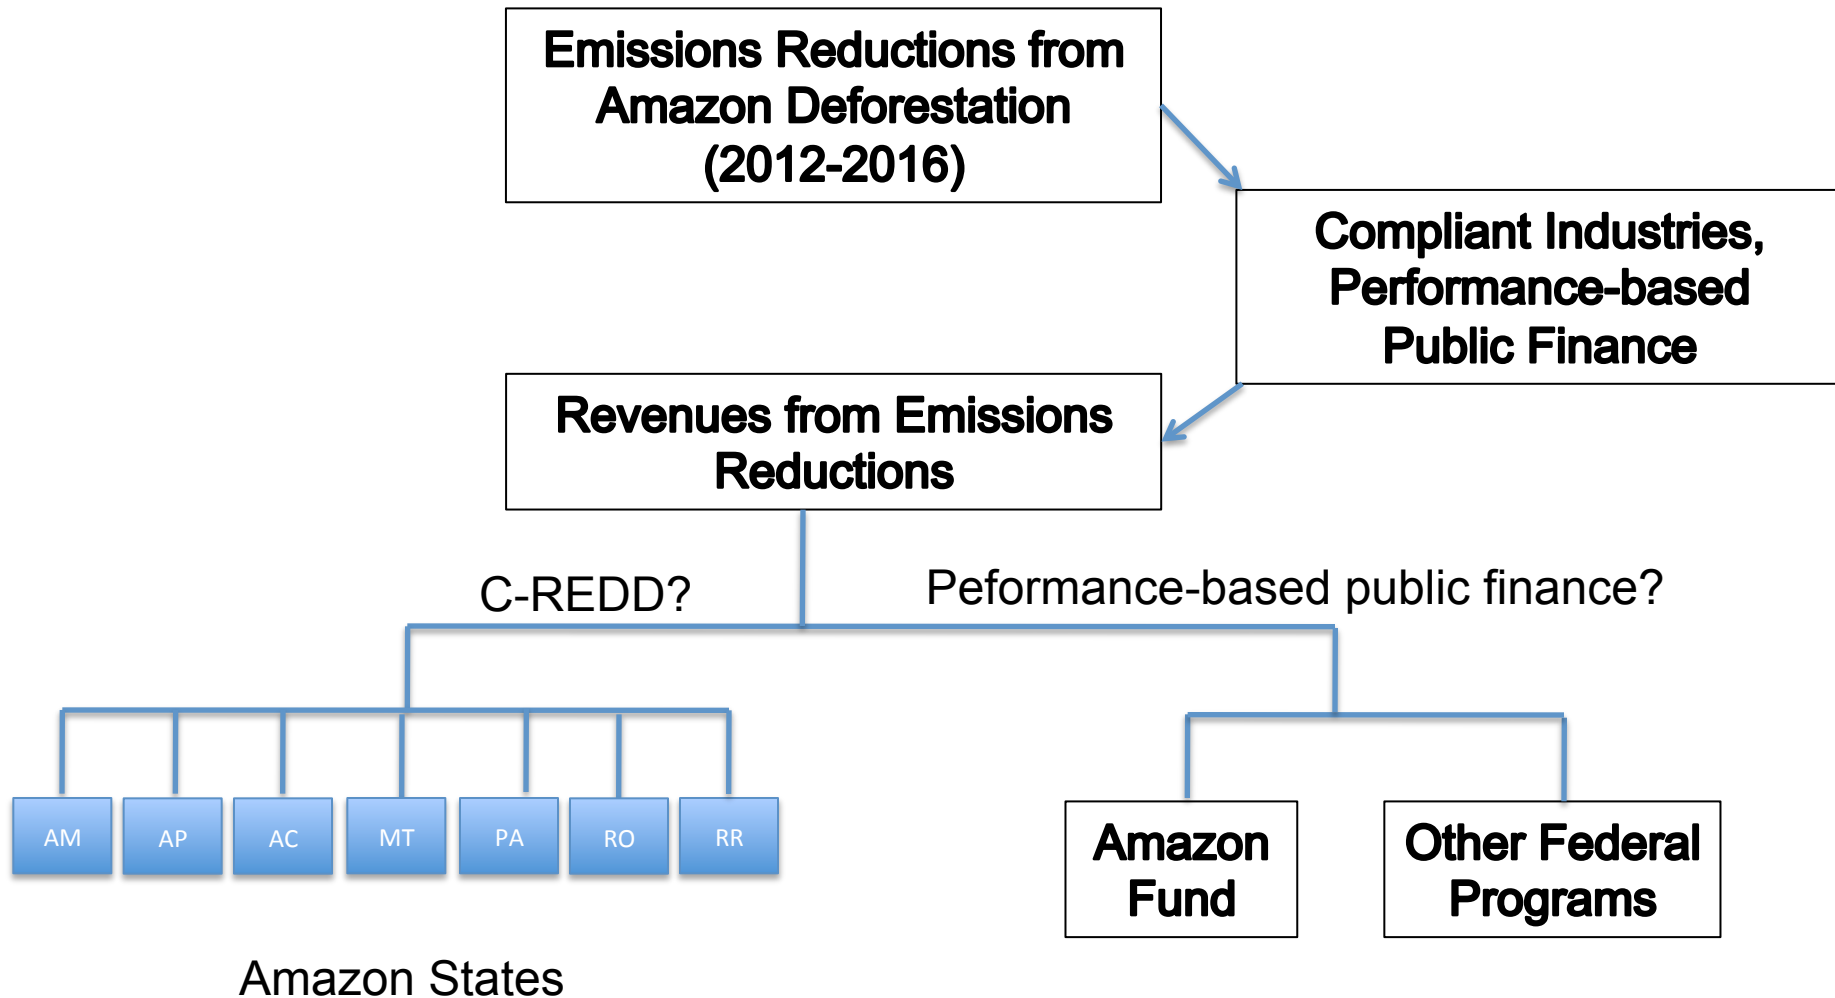 Emissions Reductions from
Amazon Deforestation
(2012-2016)
Compliant Industries,
Performance-based
Public Finance
Revenues from Emissions
Reductions
C-REDD?
Peformance-based public finance?
AM
AP
AC
MT
PA
RO
RR
Amazon
Fund
Other Federal
Programs
Amazon States